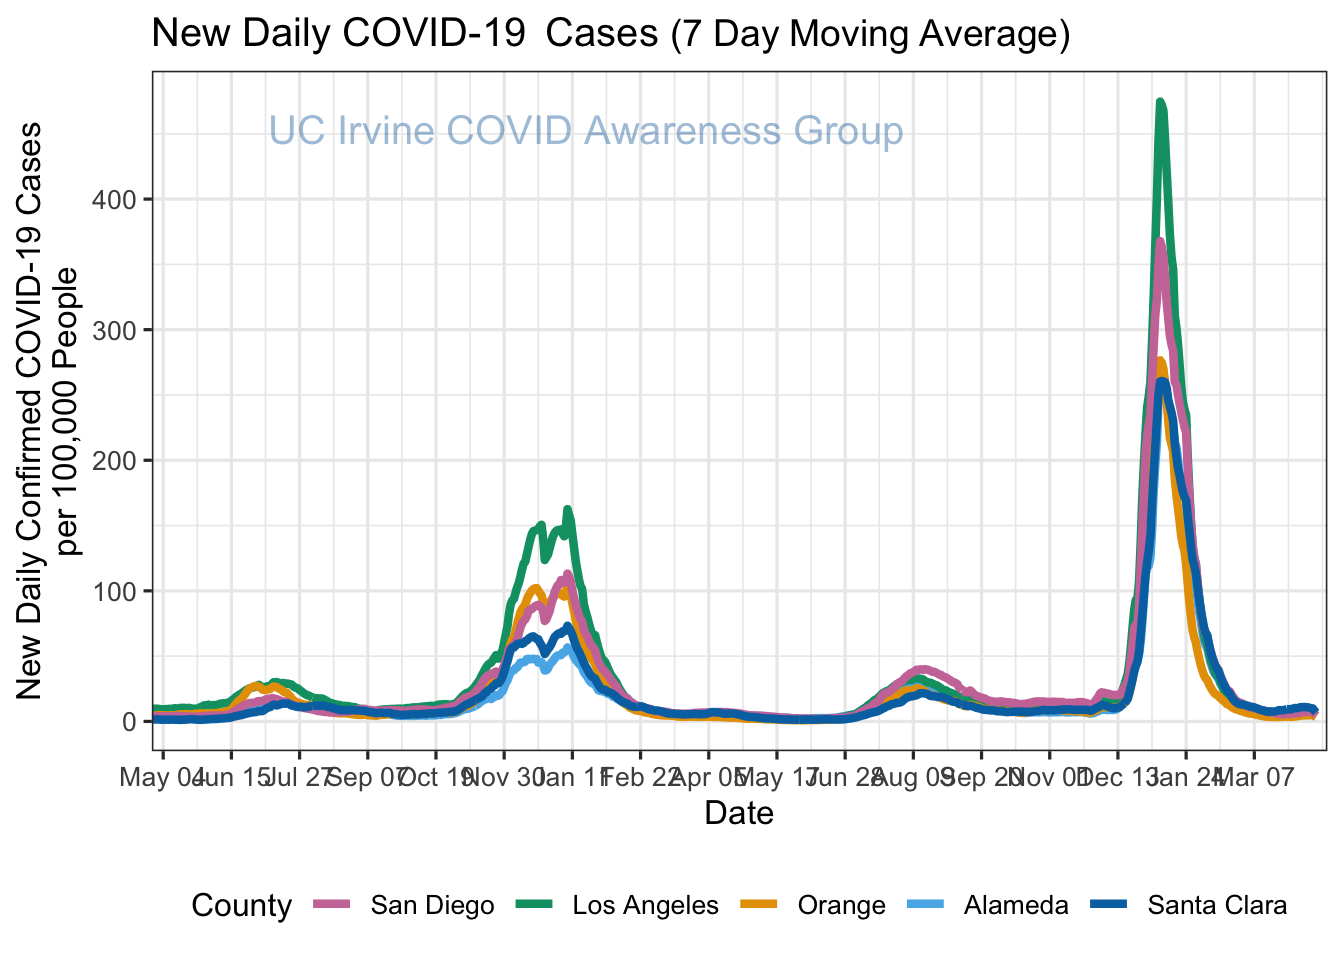 New Daily COVID-19 Cases (7 Day Moving Average)
UC Irvine COVID Awareness Group
New Daily Confirmed COVID-19 Cases
per 100,000 People
400
300
200
100
0
May 04 Jun 15 Jul 27 Sep 07 Oct 19 Nov 30 Jan 11 Feb 22 Apr 05 May 17 Jun 28 Aug 09 Sep 20 Nov 01 Dec 13 Jan 24 Mar 07
Date
County San Diego Los Angeles Orange Alameda Santa Clara